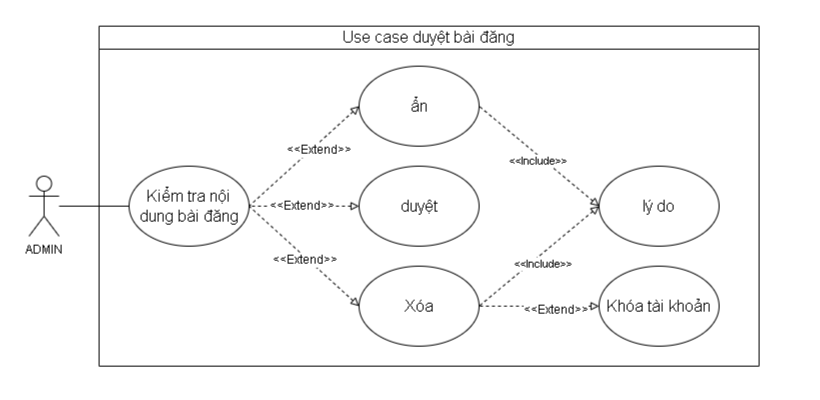 Use case duyệt bài đăng
ẩn
<<Extend>>
<<Include>>
Kiểm tra nội
dung bài đăng
<<Extend>>
duyệt
lý do
ADMIN
<<Extend>>
<<Include>>
Xóa
<<Extend>>
Khóa tài khoản